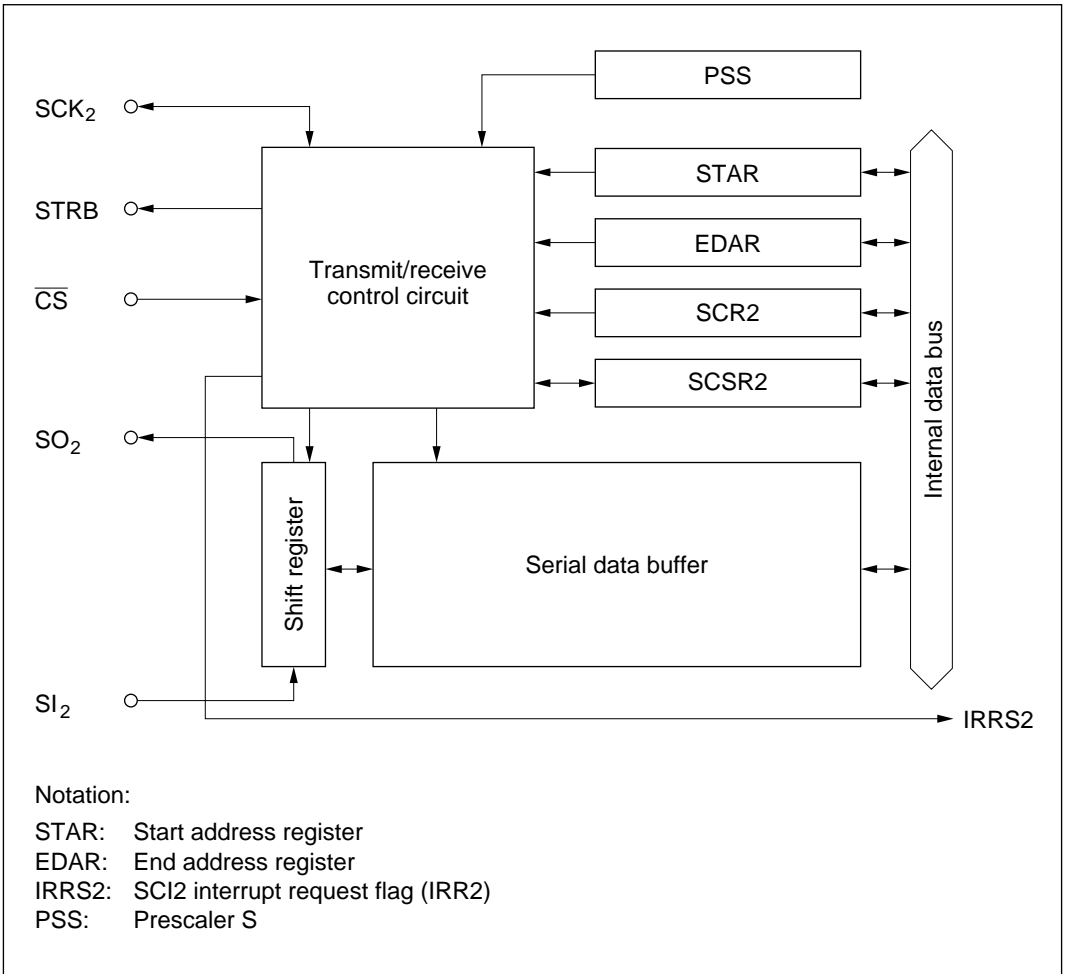 PSS
SCK2
STAR
STRB
EDAR
Transmit/receive
control circuit
CS
SCR2
SCSR2
Internal data bus
SO2
Shift register
Serial data buffer
SI2
IRRS2
Notation:
STAR: Start address register
EDAR: End address register
IRRS2: SCI2 interrupt request flag (IRR2)
PSS: Prescaler S